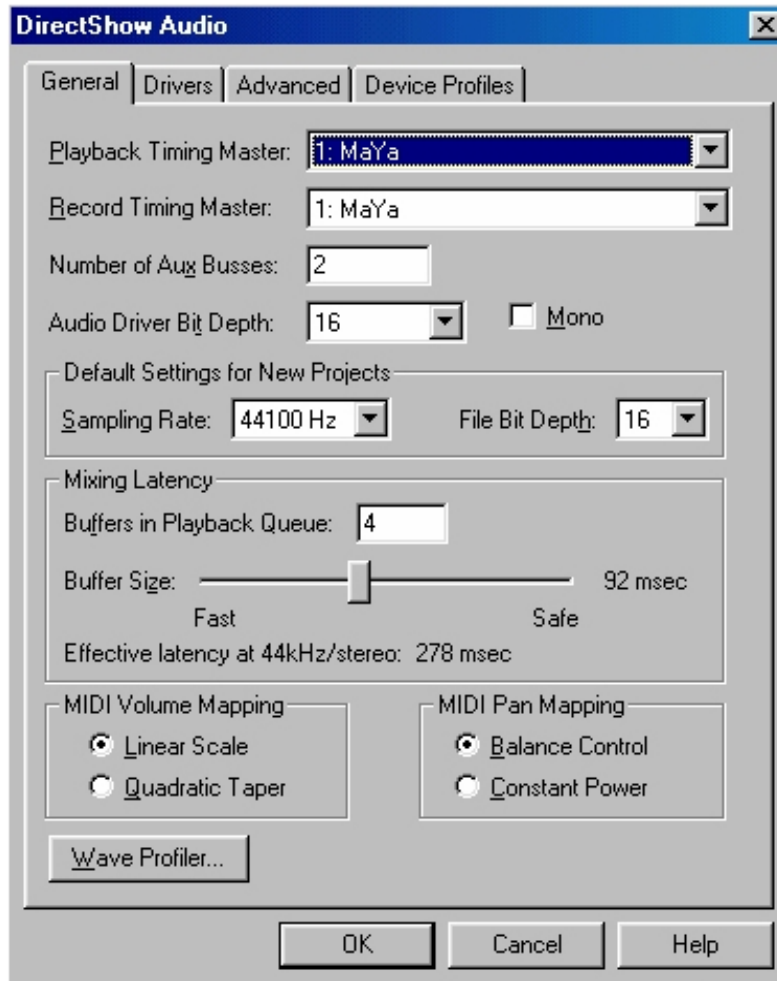 DirectShow Audio
General Drivers Advanced Device Profiles
Playback Timing Master: 1: MaYa
Record Timing Master: 1: MaYa
Number of Aux Busses: 2
Audio Driver Bit Depth: 16 Mono
Default Settings for New Projects
Sampling Rate: 44100 Hz File Bit Depth: 16
Mixing Latency
Buffers in Playback Queue: 4
Buffer Size: 92 msec
Fast Safe
Effective latency at 44kHz/stereo: 278 msec
MIDI Volume Mapping MIDI Pan Mapping
Linear Scale Balance Control
Quadratic Taper Constant Power
Wave Profiler...
OK Cancel Help